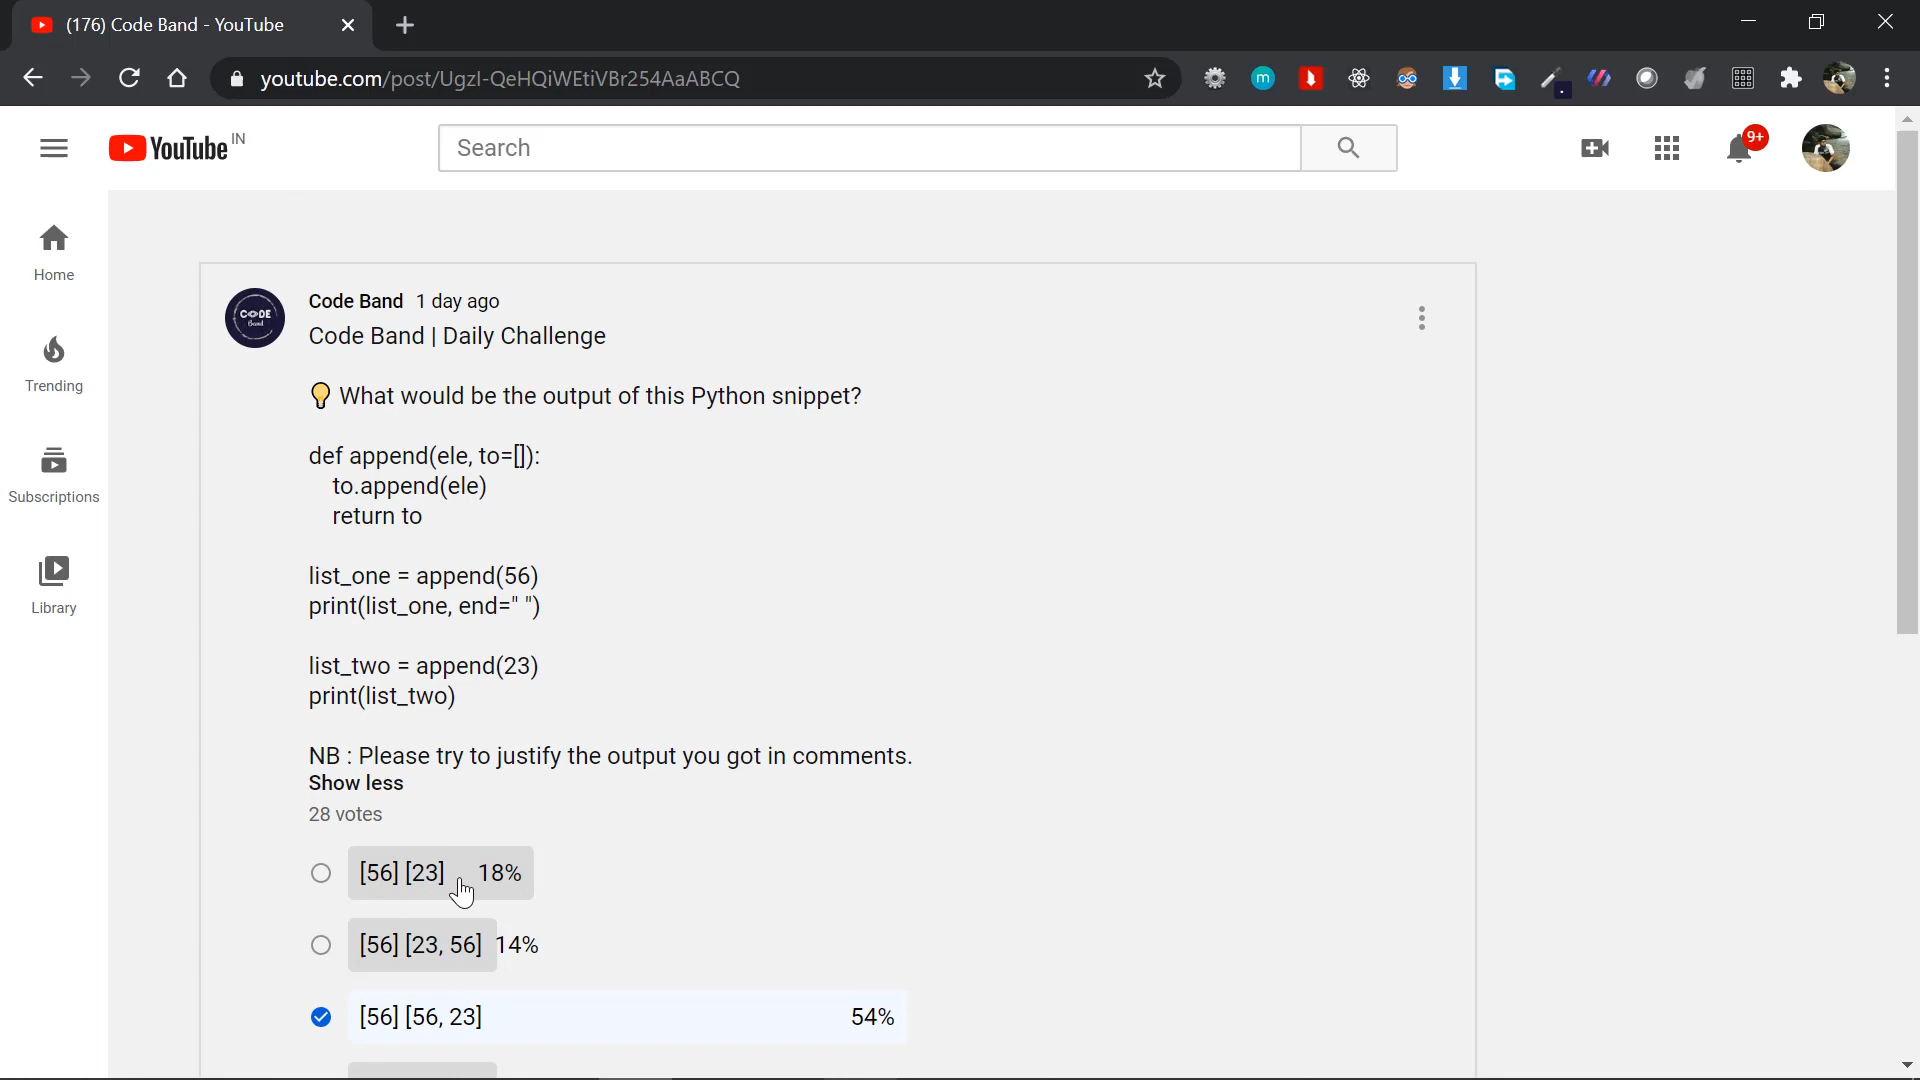 (176) Code Band - YouTube
youtube.com/post/UgzI-QeHQiWEtiVBr254AaABCQ
m
YouTube IN
Search
9+
Home
Trending
Subscriptions
Library
CODE
Band
Code Band 1 day ago
Code Band | Daily Challenge
What would be the output of this Python snippet?
def append(ele, to=[]):
to.append(ele)
return to
list_one = append(56)
print(list_one, end=" ")
list_two = append(23)
print(list_two)
NB : Please try to justify the output you got in comments.
Show less
28 votes
[56] [23] 18%
[56] [23, 56] 14%
[56] [56, 23] 54%